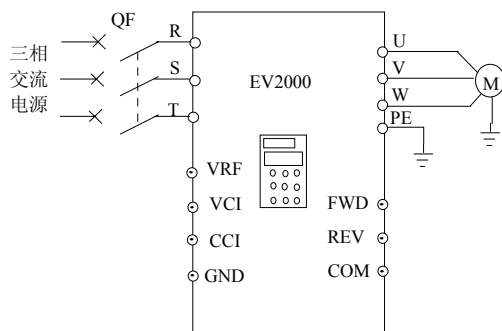 QF
三相
交流
电源
R
S
T
EV2000
U
V
W
PE
M
VRF
VCI
CCI
GND
FWD
REV
COM